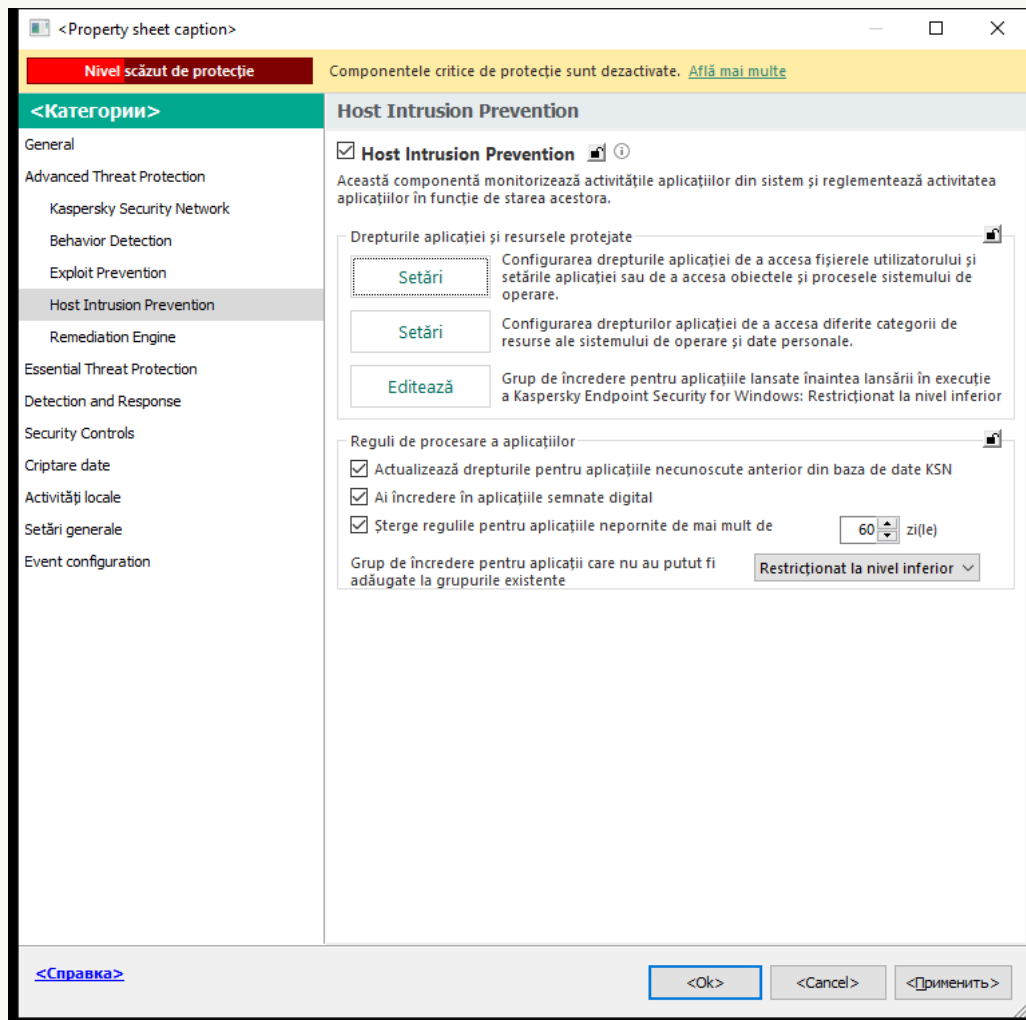 <Property sheet caption>
Nivel scăzut de protecție
Componentele critice de protecție sunt dezactivate. Află mai multe
<Категории>
General
Advanced Threat Protection
Kaspersky Security Network
Behavior Detection
Exploit Prevention
Host Intrusion Prevention
Remediation Engine
Essential Threat Protection
Detection and Response
Security Controls
Criptare date
Activități locale
Setări generale
Event configuration
Host Intrusion Prevention
Host Intrusion Prevention
Această componentă monitorizează activitățile aplicațiilor din sistem și reglementează activitatea
aplicațiilor în funcție de starea acestora.
Drepturile aplicației și resursele protejate
Setări
Configurarea drepturile aplicației de a accesa fișierele utilizatorului și
setările aplicației sau de a accesa obiectele și procesele sistemului de
operare.
Setări
Configurarea drepturilor aplicației de a accesa diferite categorii de
resurse ale sistemului de operare și date personale.
Editează
Grup de încredere pentru aplicațiile lansate înaintea lansării în execuție
a Kaspersky Endpoint Security for Windows: Restricționat la nivel inferior
Reguli de procesare a aplicațiilor
Actualizează drepturile pentru aplicațiile necunoscute anterior din baza de date KSN
Ai încredere în aplicațiile semnate digital
Șterge regulile pentru aplicațiile nepornite de mai mult de
60 zi(le)
Grup de încredere pentru aplicații care nu au putut fi
adăugate la grupurile existente
Restricționat la nivel inferior
<Справка>
<Ok>
<Cancel>
<Применить>